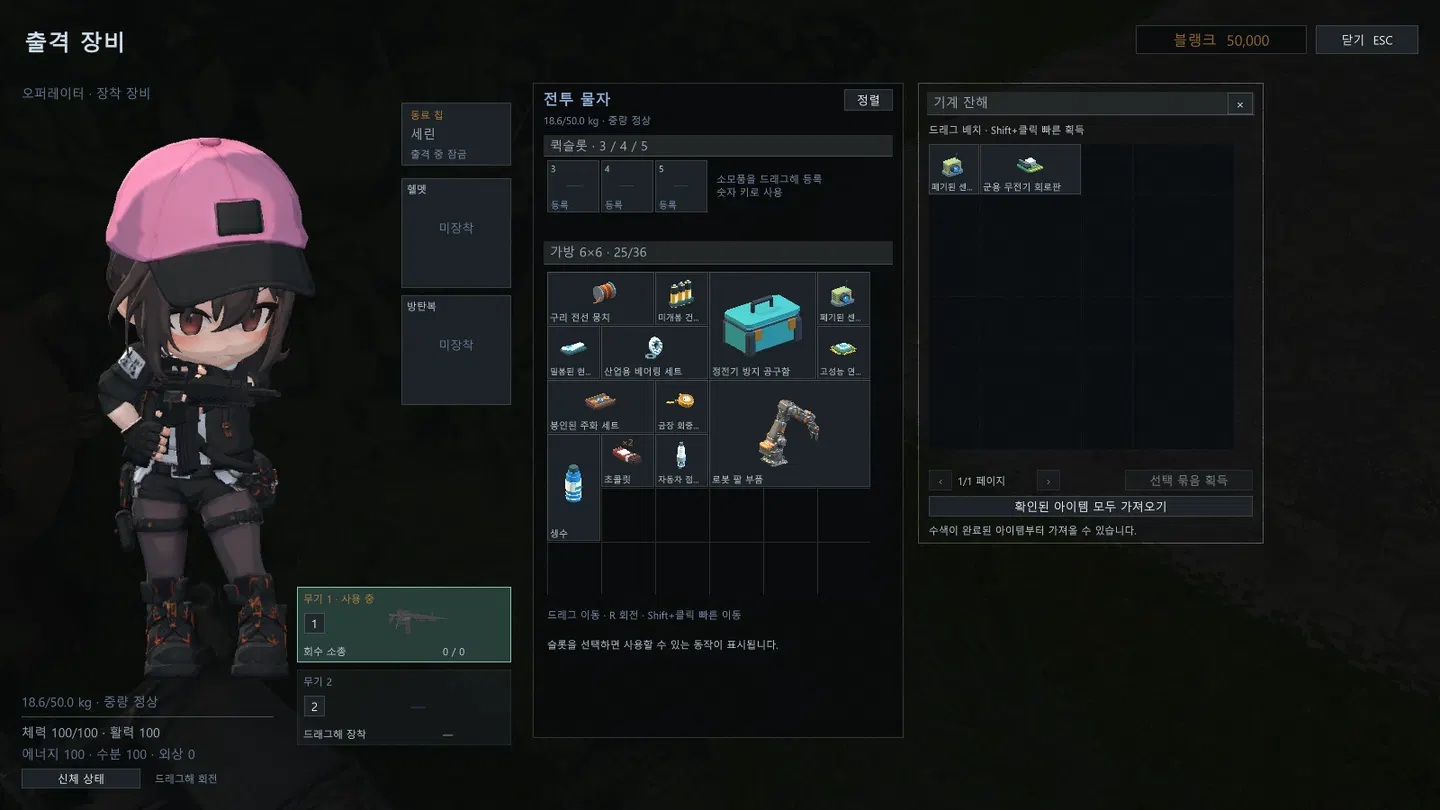 출격 장비
블랭크 50,000
닫기 ESC
오퍼레이터 · 장착 장비
동료 집
세린
출격 중 잠금
헬멧
미장착
방탄복
미장착
무기 1 · 사용 중
1
회수 소총
0 / 0
무기 2
2
드래그해 장착
18.6/50.0 kg · 중량 정상
체력 100/100 · 활력 100
에너지 100 · 수분 100 · 외상 0
신체 상태
드래그해 회전
전투 물자
정렬
18.6/50.0 kg · 중량 정상
퀵슬롯 · 3 / 4 / 5
3
4
5
등록
등록
등록
소모품을 드래그해 등록
숫자 키로 사용
가방 6×6 · 25/36
구리 전선 뭉치
미개봉 건...
폐기된 센...
밀봉된 현...
산업용 베어링 세트
정전기 방지 공구함
고성능 연...
봉인된 주화 세트
금장 회중...
×2
초콜릿
자동차 점...
로봇 팔 부품
생수
드래그 이동 · R 회전 · Shift+클릭 빠른 이동
슬롯을 선택하면 사용할 수 있는 동작이 표시됩니다.
기계 잔해
×
드래그 배치 · Shift+클릭 빠른 획득
폐기된 센...
군용 무전기 회로판
‹
1/1 페이지
›
선택 묶음 획득
확인된 아이템 모두 가져오기
수색이 완료된 아이템부터 가져올 수 있습니다.